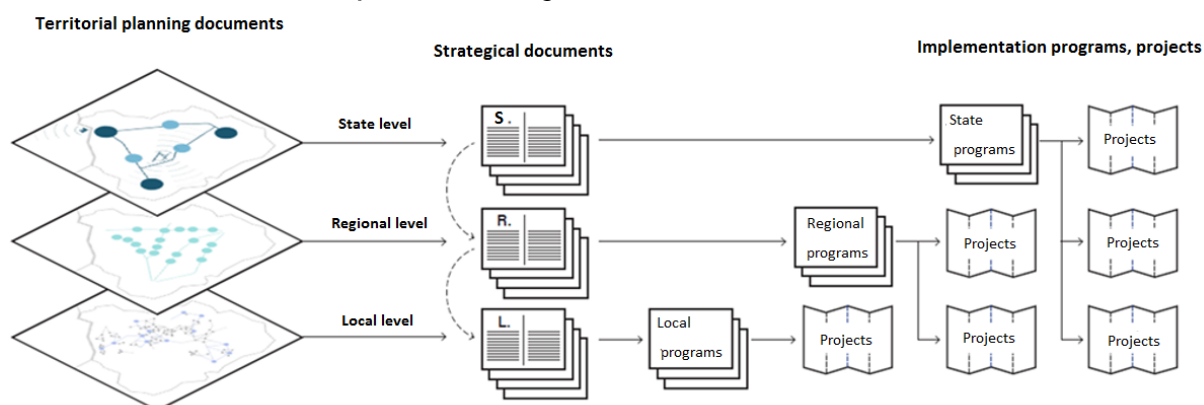 Territorial planning documents
Strategical documents
Implementation programs, projects
State level
S.
State
programs
Projects
Regional level
R.
Regional
programs
Projects
Projects
Local level
L.
Local
programs
Projects
Projects
Projects